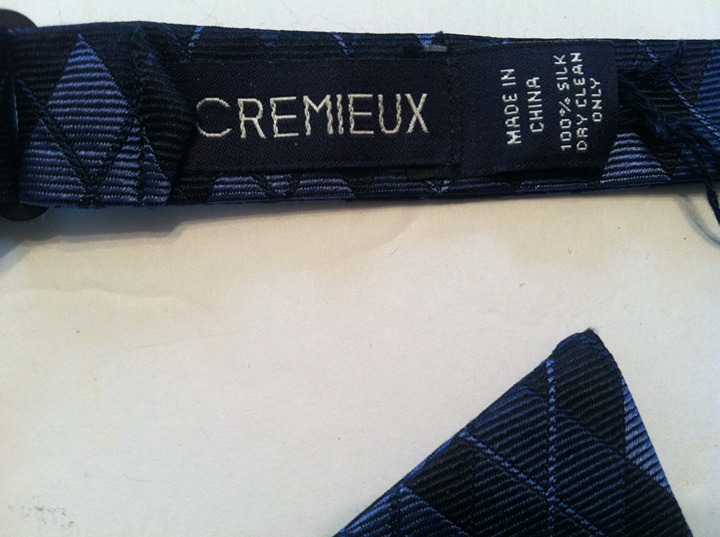 CREMIEUX
MADE IN
CHINA
100% SILK
DRY CLEAN
ONLY